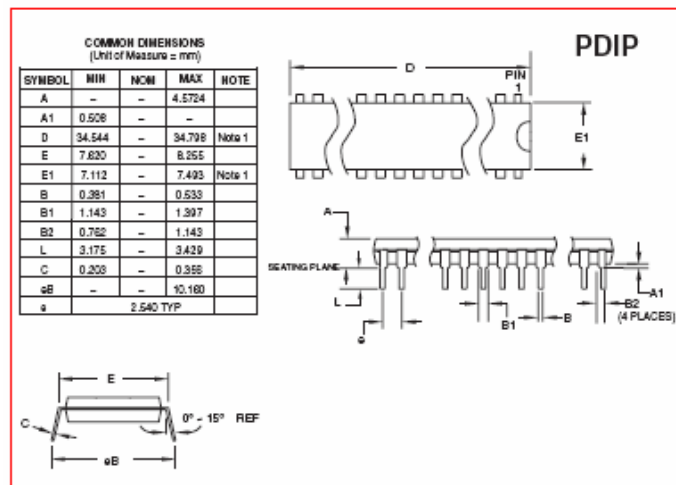 COMMON DIMENSIONS
(Unit of Measure = mm)
SYMBOL MIN NOM MAX NOTE
A – – 4.5724
A1 0.508 – –
D 34.544 – 34.798 Note 1
E 7.620 – 8.255
E1 7.112 – 7.493 Note 1
B 0.381 – 0.533
B1 1.143 – 1.397
B2 0.762 – 1.143
L 3.175 – 3.429
C 0.203 – 0.356
eB – – 10.160
e 2.540 TYP
PDIP
D
PIN
1
E1
A
SEATING PLANE
L
e
B1
B
A1
B2
(4 PLACES)
E
C
0º ~ 15º REF
eB